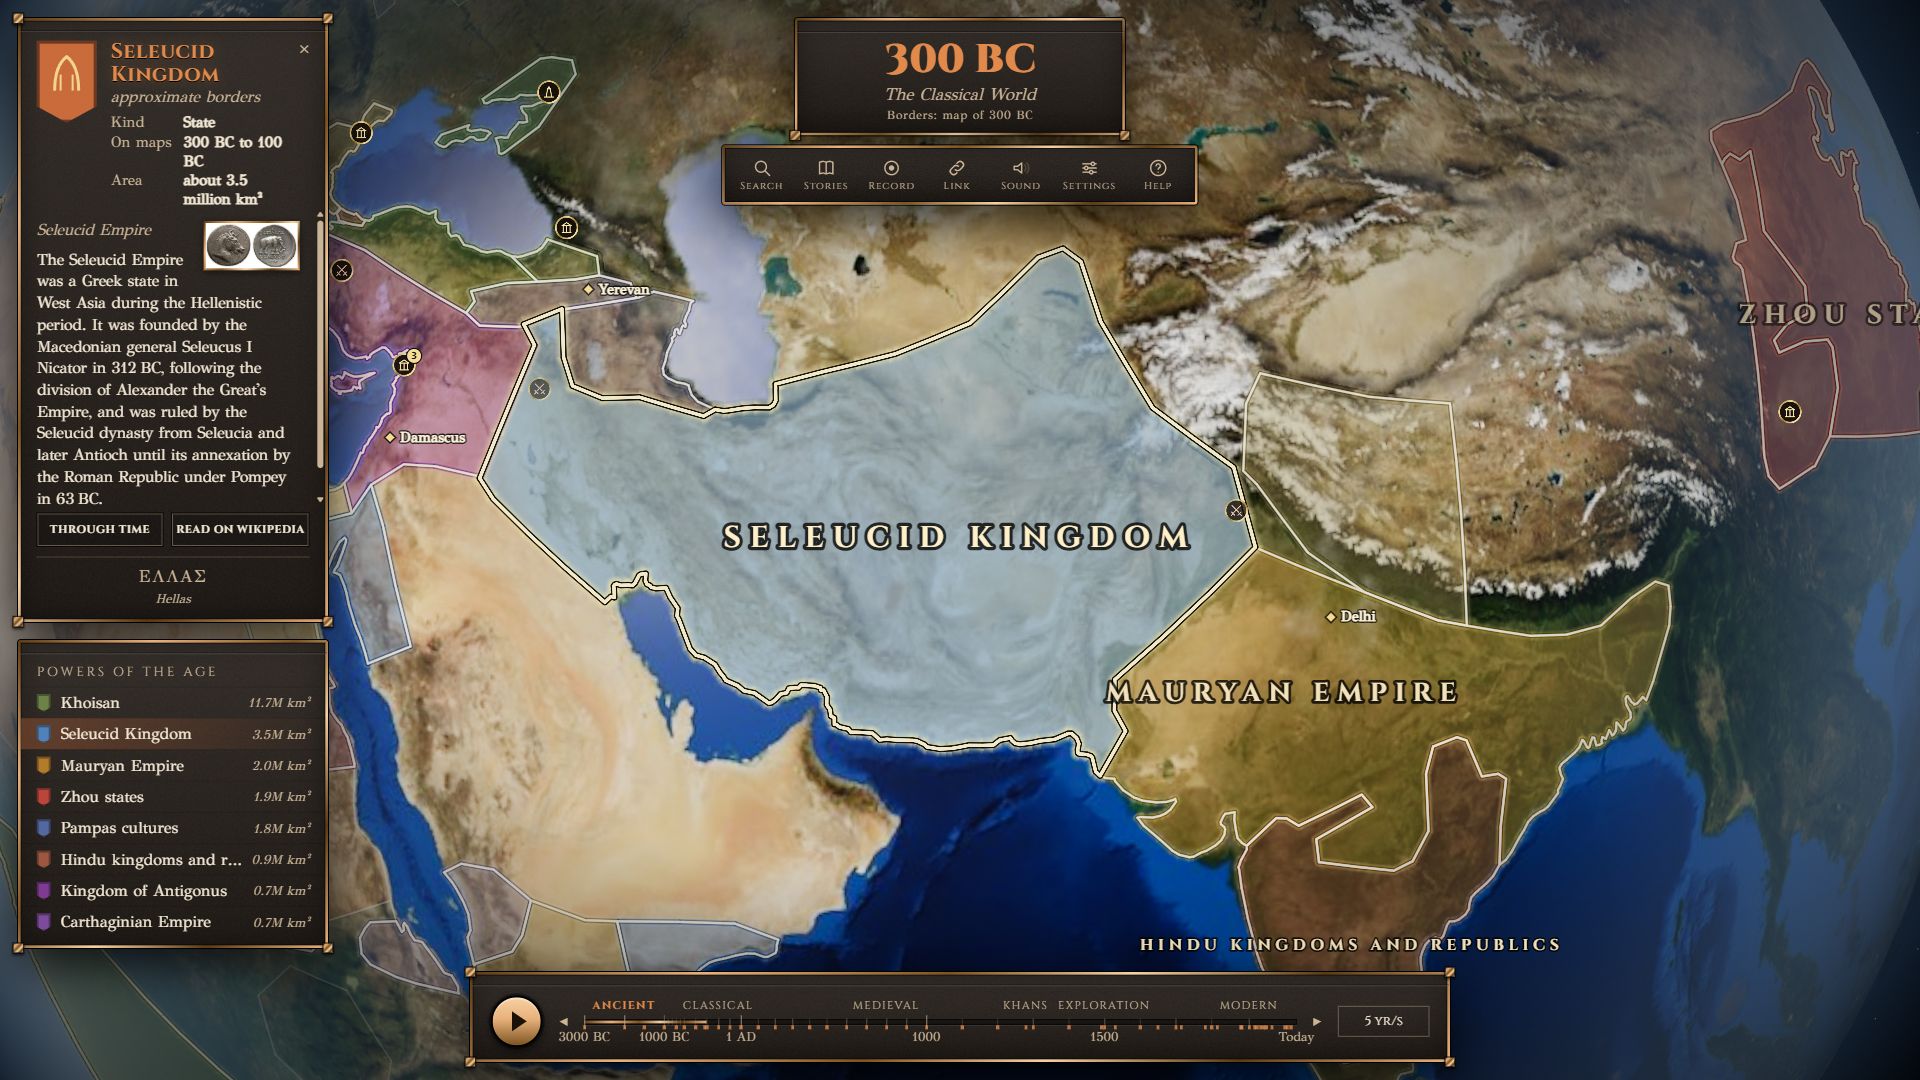 SELEUCID
KINGDOM
approximate borders
Kind State
On maps 300 BC to 100
BC
Area about 3.5
million km²
Seleucid Empire
The Seleucid Empire
was a Greek state in
West Asia during the Hellenistic
period. It was founded by the
Macedonian general Seleucus I
Nicator in 312 BC, following the
division of Alexander the Great's
Empire, and was ruled by the
Seleucid dynasty from Seleucia and
later Antioch until its annexation by
the Roman Republic under Pompey
in 63 BC.
THROUGH TIME
READ ON WIKIPEDIA
ΕΛΛΑΣ
Hellas
POWERS OF THE AGE
Khoisan 11.7M km²
Seleucid Kingdom 3.5M km²
Mauryan Empire 2.0M km²
Zhou states 1.9M km²
Pampas cultures 1.8M km²
Hindu kingdoms and r... 0.9M km²
Kingdom of Antigonus 0.7M km²
Carthaginian Empire 0.7M km²
300 BC
The Classical World
Borders: map of 300 BC
SEARCH STORIES RECORD LINK SOUND SETTINGS HELP
Yerevan
3
Damascus
ZHOU STA
SELEUCID KINGDOM
Delhi
MAURYAN EMPIRE
HINDU KINGDOMS AND REPUBLICS
ANCIENT CLASSICAL MEDIEVAL KHANS EXPLORATION MODERN
3000 BC 1000 BC 1 AD 1000 1500 Today
5 YR/S